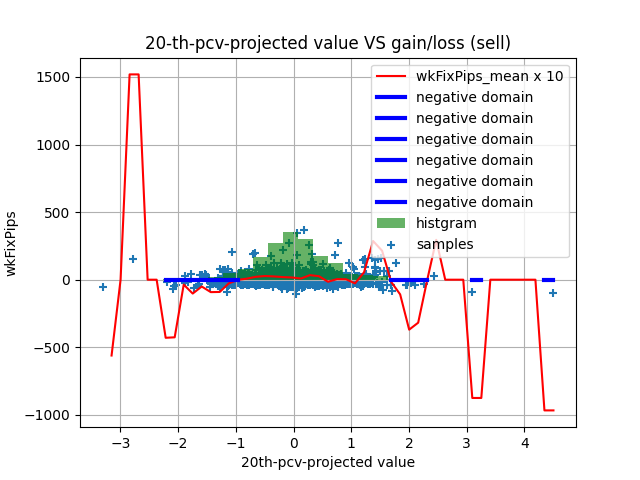 20-th-pcv-projected value VS gain/loss (sell)
wkFixPips_mean x 10
negative domain
negative domain
negative domain
negative domain
negative domain
negative domain
histgram
samples
wkFixPips
1500
1000
500
0
−500
−1000
−3 −2 −1 0 1 2 3 4
20th-pcv-projected value